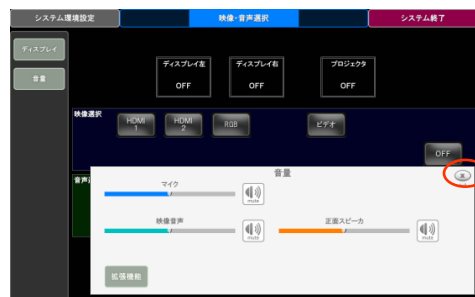 システム環境設定
映像・音声選択
システム終了
ディスプレイ
音量
ディスプレイ左
OFF
ディスプレイ右
OFF
プロジェクタ
OFF
映像選択
HDMI
1
HDMI
2
RGB
ビデオ
OFF
音量
×
マイク
mute
映像音声
mute
正面スピーカ
mute
拡張機能